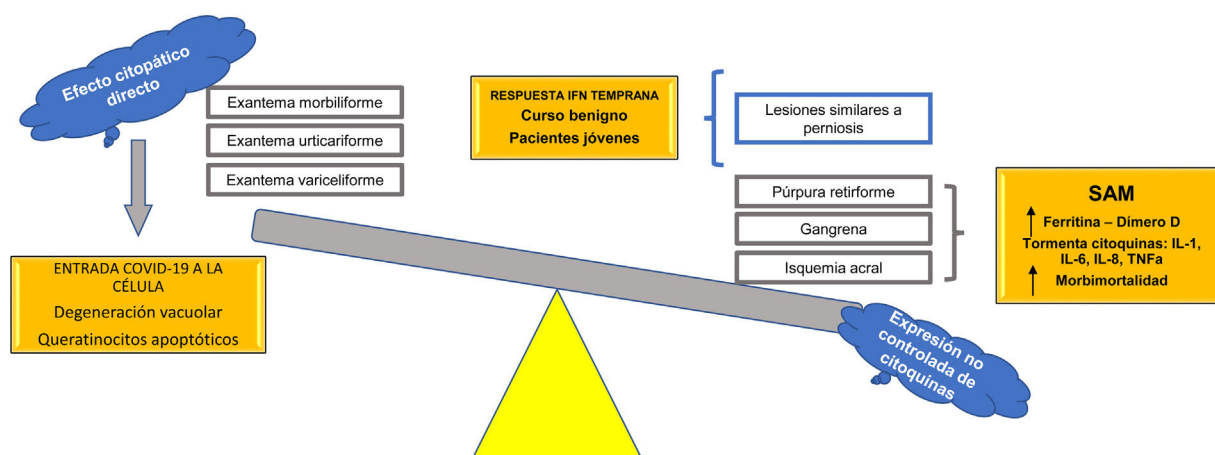 Efecto citopático
directo
Exantema morbiliforme
Exantema urticariforme
Exantema variceliforme
ENTRADA COVID-19 A LA
CÉLULA
Degeneración vacuolar
Queratinocitos apoptóticos
RESPUESTA IFN TEMPRANA
Curso benigno
Pacientes jóvenes
Lesiones similares a
perniosis
Púrpura retirforme
Gangrena
Isquemia acral
SAM
Ferritina – Dímero D
Tormenta citoquinas: IL-1,
IL-6, IL-8, TNFa
Morbimortalidad
Expresión no
controlada de
citoquinas